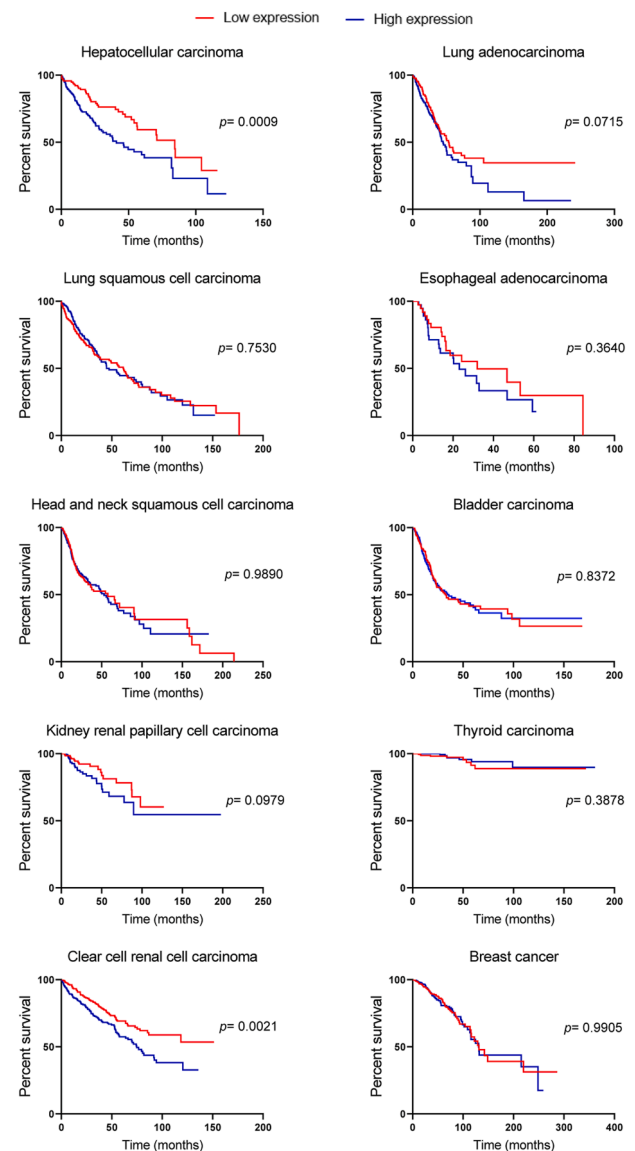 Low expression High expression
Hepatocellular carcinoma
Percent survival
100
50
0
p= 0.0009
0 50 100 150
Time (months)
Lung adenocarcinoma
Percent survival
100
50
0
p= 0.0715
0 100 200 300
Time (months)
Lung squamous cell carcinoma
Percent survival
100
50
0
p= 0.7530
0 50 100 150 200
Time (months)
Esophageal adenocarcinoma
Percent survival
100
50
0
p= 0.3640
0 20 40 60 80 100
Time (months)
Head and neck squamous cell carcinoma
Percent survival
100
50
0
p= 0.9890
0 50 100 150 200 250
Time (months)
Bladder carcinoma
Percent survival
100
50
0
p= 0.8372
0 50 100 150 200
Time (months)
Kidney renal papillary cell carcinoma
Percent survival
100
50
0
p= 0.0979
0 50 100 150 200 250
Time (months)
Thyroid carcinoma
Percent survival
100
50
0
p= 0.3878
0 50 100 150 200
Time (months)
Clear cell renal cell carcinoma
Percent survival
100
50
0
p= 0.0021
0 50 100 150 200
Time (months)
Breast cancer
Percent survival
100
50
0
p= 0.9905
0 100 200 300 400
Time (months)